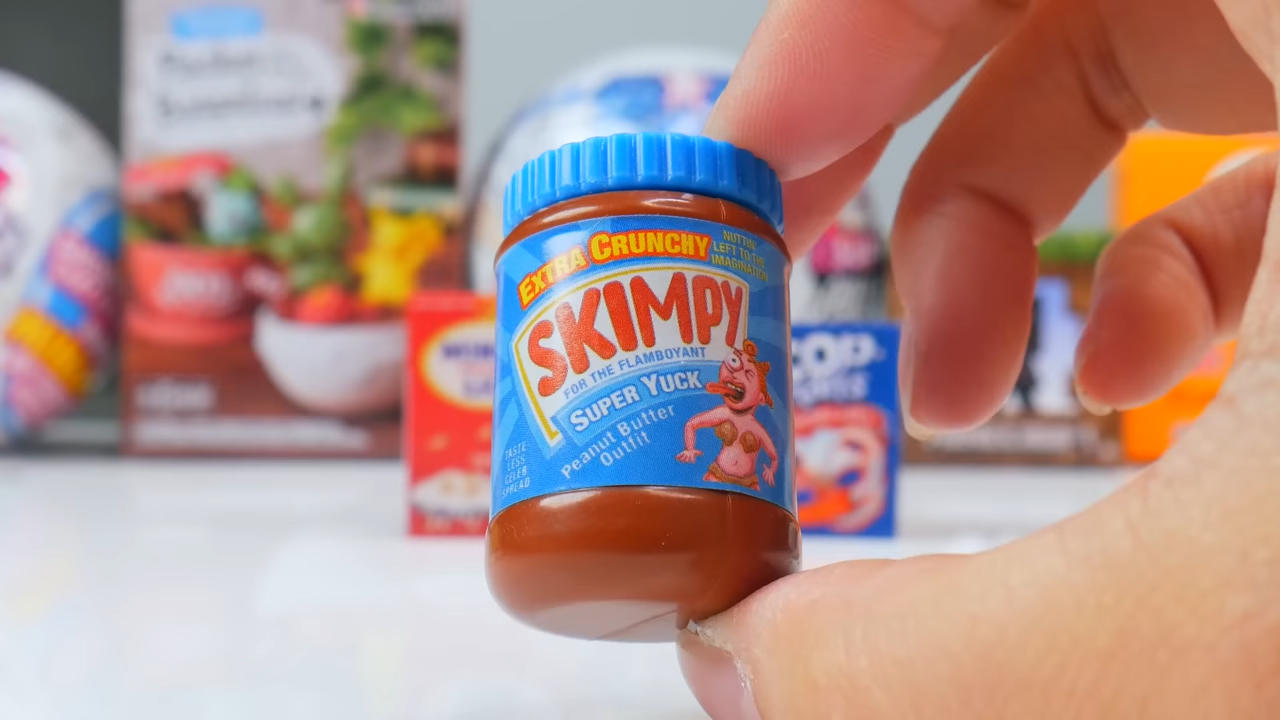 EXTRA CRUNCHY
NUTTIN'
LEFT TO THE
IMAGINATION
SKIMPY
FOR THE FLAMBOYANT
SUPER YUCK
Peanut Butter
Outfit
TASTE-
LESS
CELEB
SPREAD